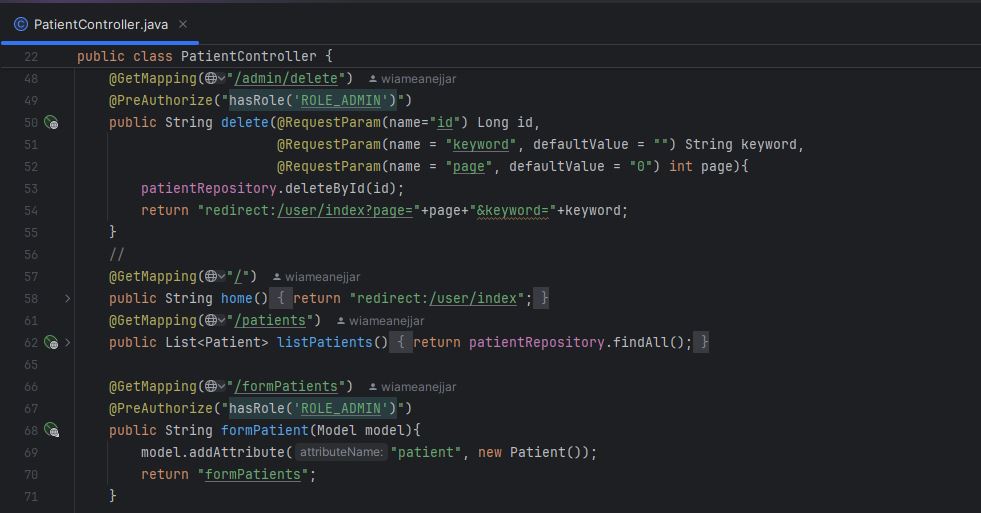 PatientController.java ×
22 public class PatientController {
48 @GetMapping("/admin/delete") wiameanejjar
49 @PreAuthorize("hasRole('ROLE_ADMIN')")
50 public String delete(@RequestParam(name="id") Long id,
51 @RequestParam(name = "keyword", defaultValue = "") String keyword,
52 @RequestParam(name = "page", defaultValue = "0") int page){
53 patientRepository.deleteById(id);
54 return "redirect:/user/index?page="+page+"&keyword="+keyword;
55 }
56 //
57 @GetMapping("/") wiameanejjar
58 public String home() { return "redirect:/user/index"; }
61 @GetMapping("/patients") wiameanejjar
62 public List<Patient> listPatients() { return patientRepository.findAll(); }
65
66 @GetMapping("/formPatients") wiameanejjar
67 @PreAuthorize("hasRole('ROLE_ADMIN')")
68 public String formPatient(Model model){
69 model.addAttribute( attributeName: "patient", new Patient());
70 return "formPatients";
71 }